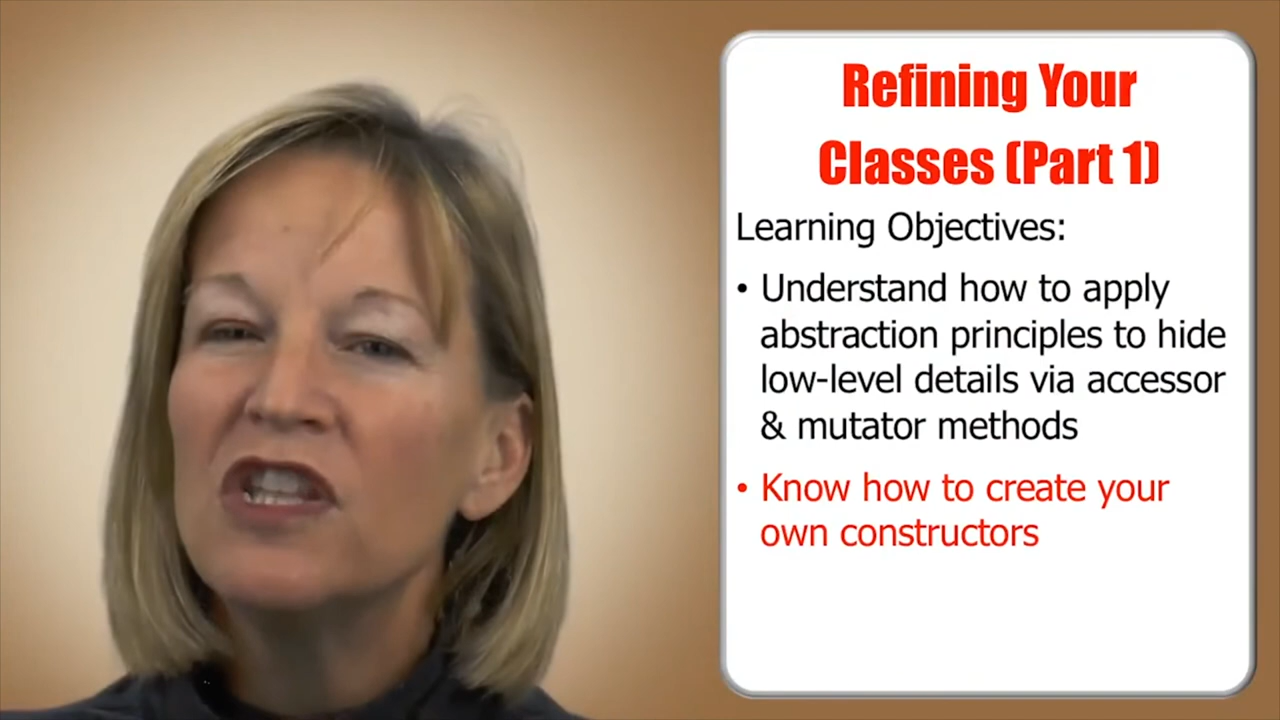 Refining Your
Classes (Part 1)
Learning Objectives:
• Understand how to apply
abstraction principles to hide
low-level details via accessor
& mutator methods
• Know how to create your
own constructors